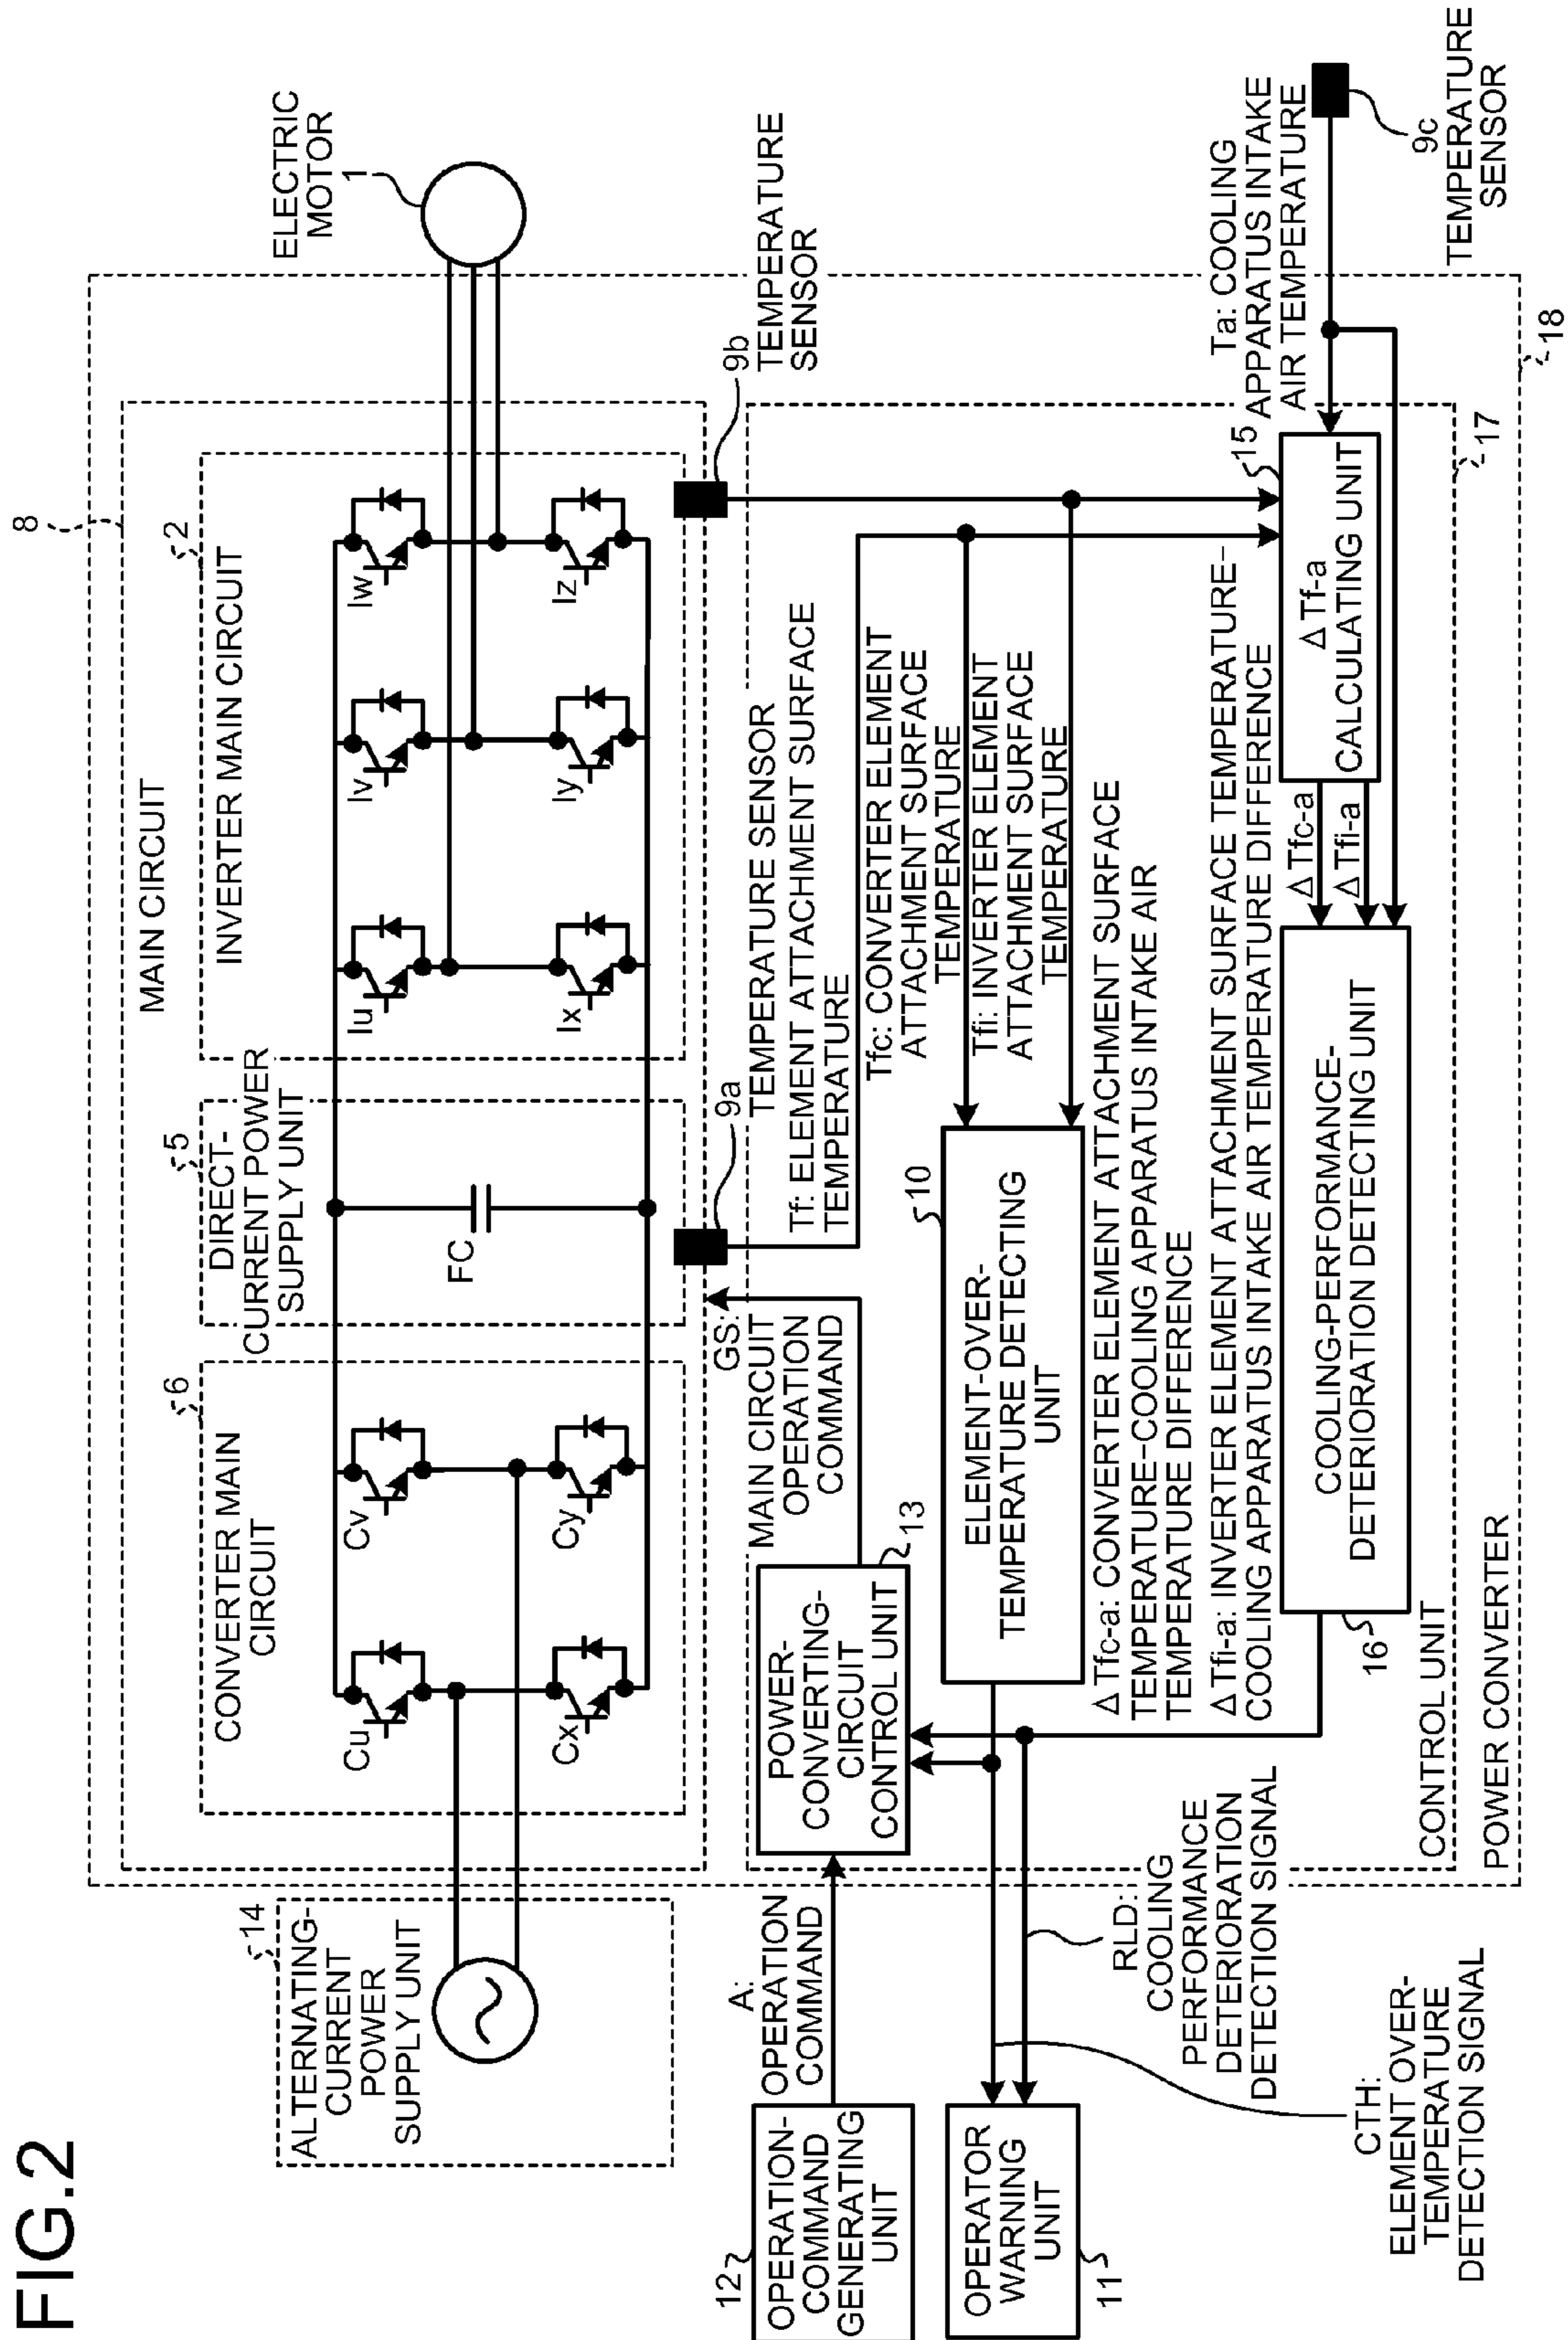 FIG.2
8
MAIN CIRCUIT
14
ALTERNATING-
CURRENT
POWER
SUPPLY UNIT
6
CONVERTER MAIN
CIRCUIT
Cu
Cv
Cx
Cy
5
DIRECT-
CURRENT POWER
SUPPLY UNIT
FC
2
INVERTER MAIN CIRCUIT
Iu
Iv
Iw
Ix
Iy
Iz
ELECTRIC
MOTOR
1
9a
TEMPERATURE SENSOR
9b
TEMPERATURE
SENSOR
GS:
MAIN CIRCUIT
OPERATION
COMMAND
Tf: ELEMENT ATTACHMENT SURFACE
TEMPERATURE
Tfc: CONVERTER ELEMENT
ATTACHMENT SURFACE
TEMPERATURE
Tfi: INVERTER ELEMENT
ATTACHMENT SURFACE
TEMPERATURE
12
OPERATION-
COMMAND
GENERATING
UNIT
A:
OPERATION
COMMAND
POWER-
CONVERTING-
CIRCUIT
CONTROL UNIT
13
10
ELEMENT-OVER-
TEMPERATURE DETECTING
UNIT
OPERATOR
WARNING
UNIT
11
RLD:
COOLING
PERFORMANCE
DETERIORATION
DETECTION SIGNAL
CTH:
ELEMENT OVER-
TEMPERATURE
DETECTION SIGNAL
Δ Tfc-a: CONVERTER ELEMENT ATTACHMENT SURFACE
TEMPERATURE–COOLING APPARATUS INTAKE AIR
TEMPERATURE DIFFERENCE
Δ Tfi-a: INVERTER ELEMENT ATTACHMENT SURFACE TEMPERATURE–
COOLING APPARATUS INTAKE AIR TEMPERATURE DIFFERENCE
COOLING-PERFORMANCE-
DETERIORATION DETECTING UNIT
16
Δ Tfc-a
Δ Tfi-a
15
Δ Tf-a
CALCULATING UNIT
Ta: COOLING
APPARATUS INTAKE
AIR TEMPERATURE
9c
TEMPERATURE
SENSOR
CONTROL UNIT
17
POWER CONVERTER
18